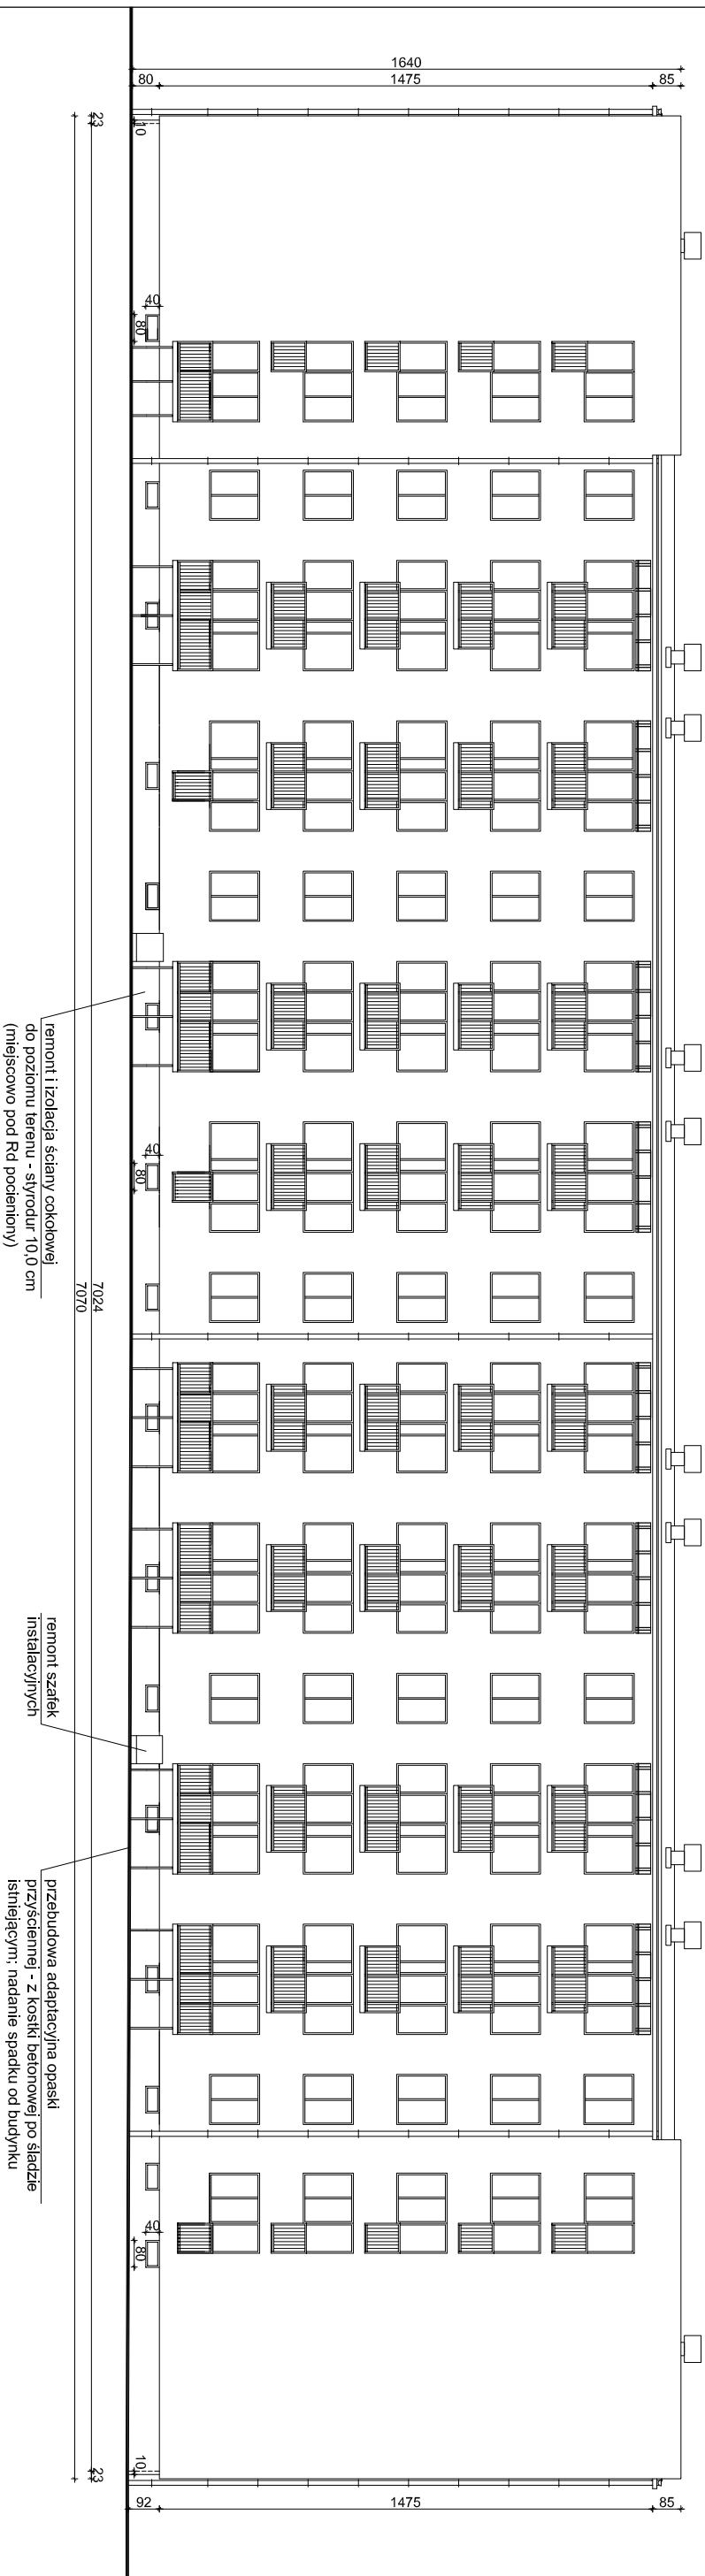 1640
80
1475
85
23
10
40
80
remont i izolacja ściany cokołowej
do poziomu terenu - styrodur 10,0 cm
(miejscowo pod Rd pocieniony)
40
80
7024
7070
remont szafek
instalacyjnych
przebudowa adaptacyjna opaski
przyściennej - z kostki betonowej po śladzie
istniejącym; nadanie spadku od budynku
40
80
10
23
92
1475
85